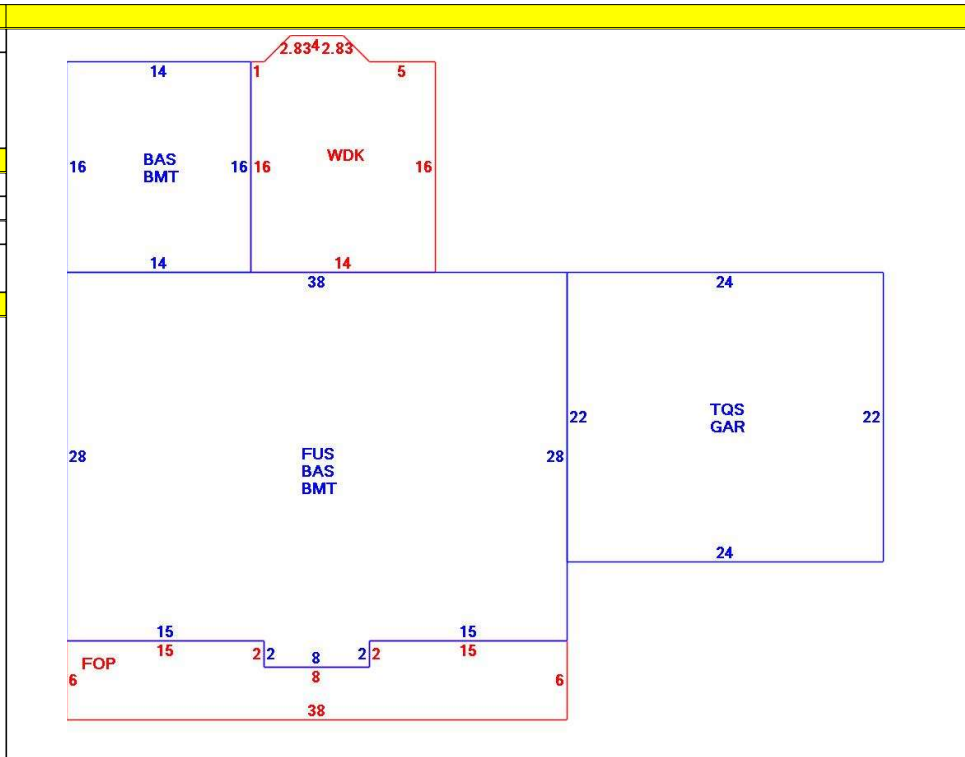 2.83 4 2.83
14 1 5
BAS WDK
16 BMT 16 16 16
14 14
38 24
TQS
22 22
GAR
28 FUS 28
BAS
BMT
24
15 15
15 2 2 8 2 2 15
FOP
6 8 6
38